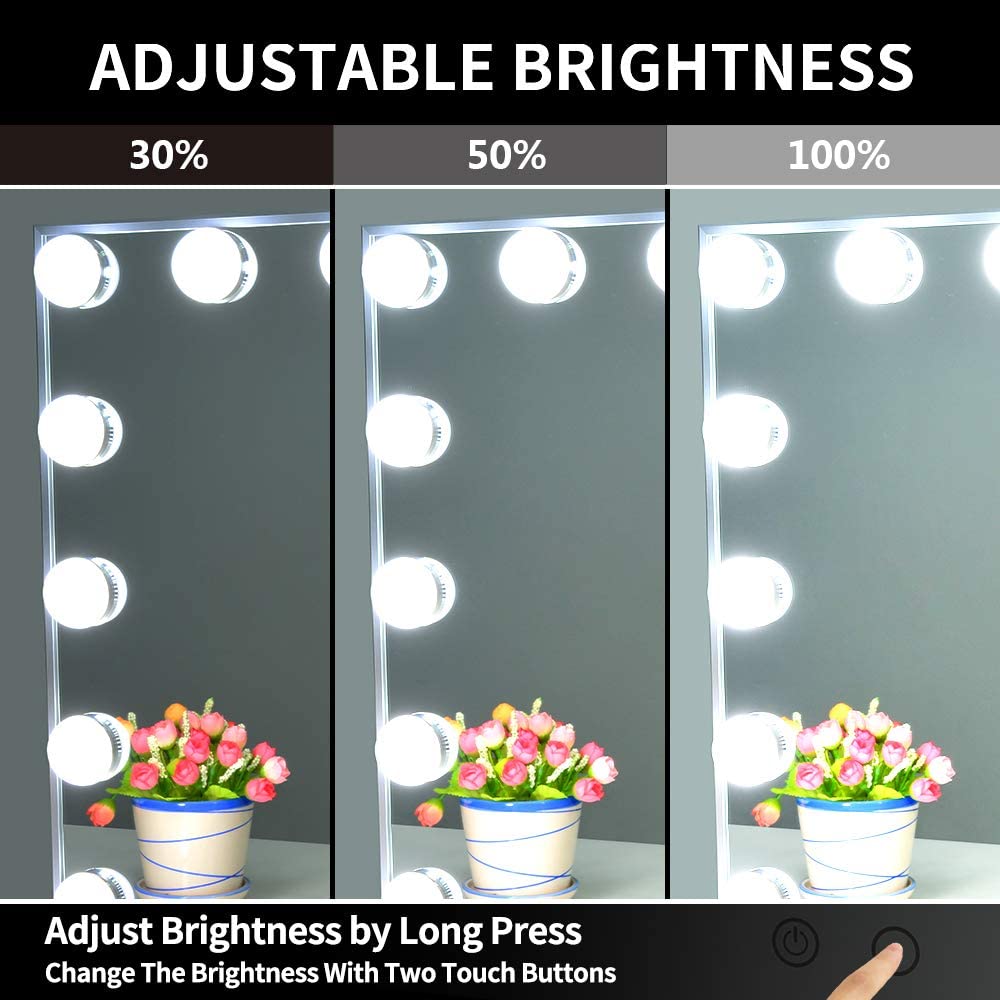 ADJUSTABLE BRIGHTNESS
30% 50% 100%
Adjust Brightness by Long Press
Change The Brightness With Two Touch Buttons